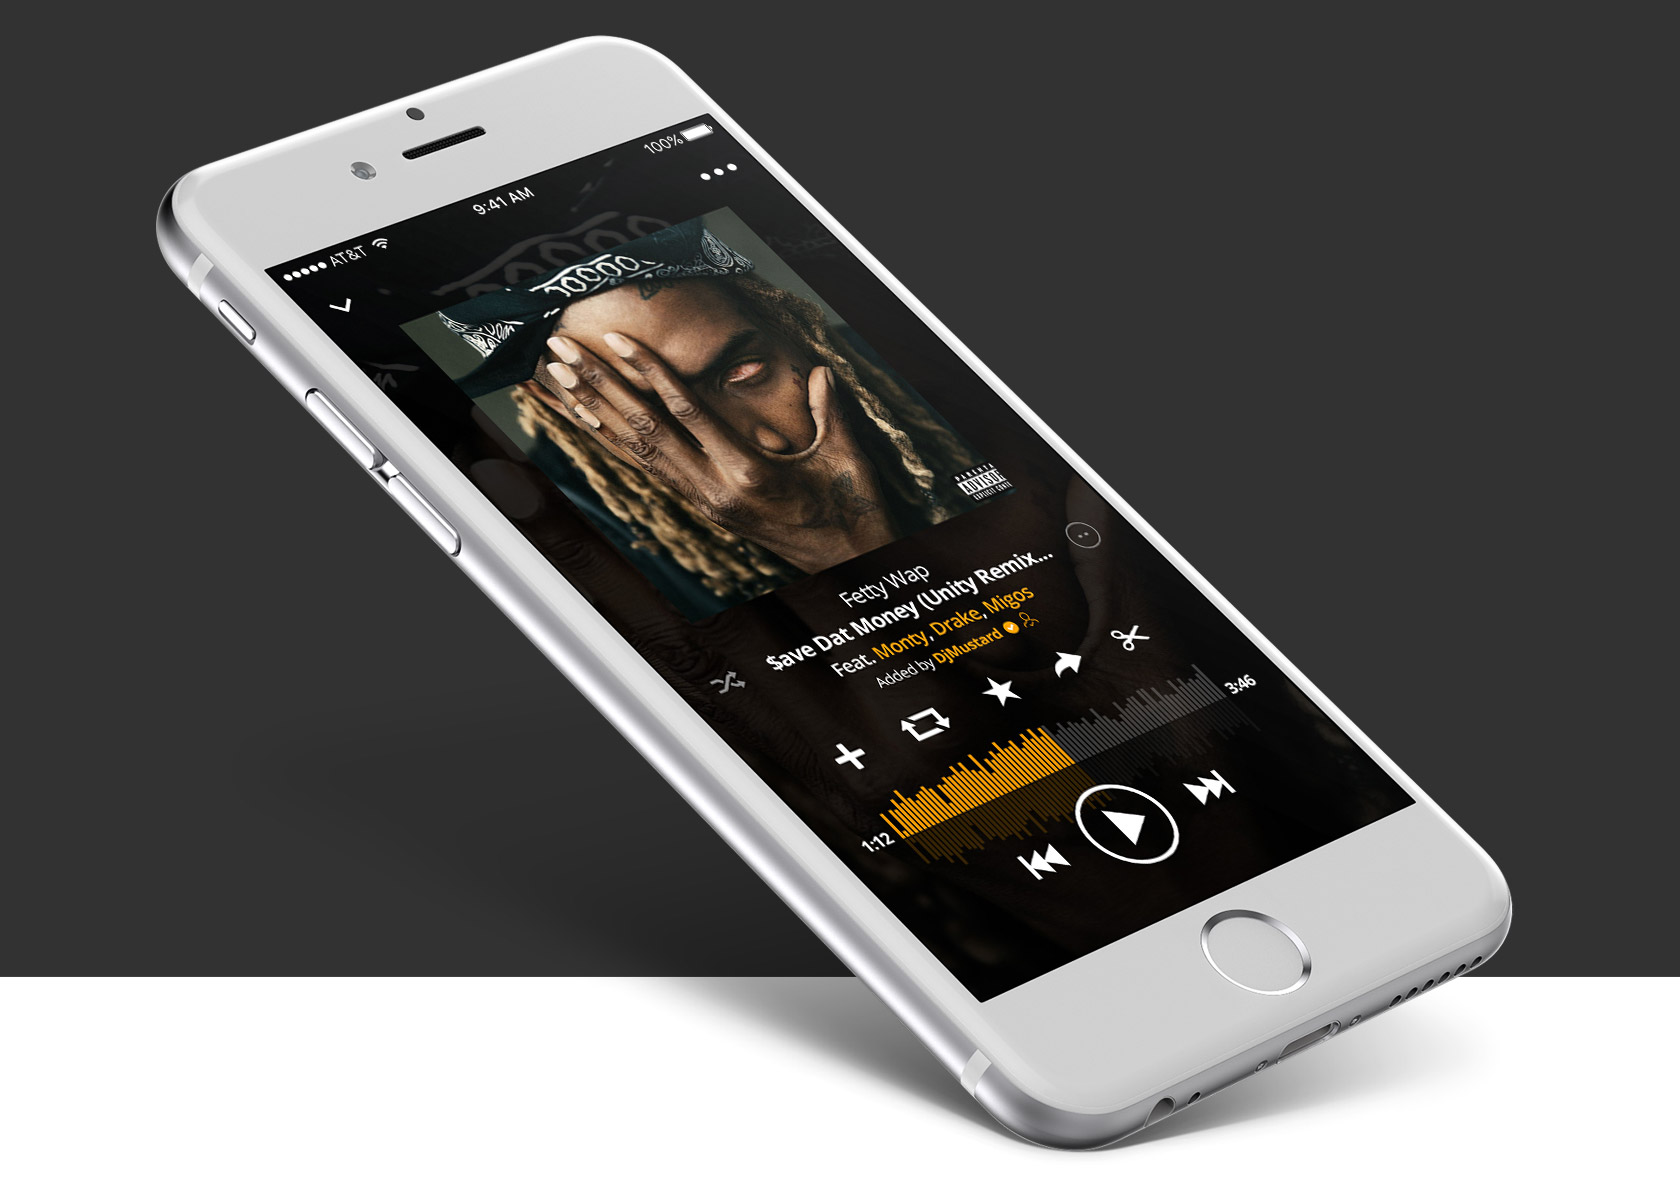 AT&T 9:41 AM 100%
PARENTAL
ADVISORY
EXPLICIT CONTENT
Fetty Wap
$ave Dat Money (Unity Remix...
Feat. Monty, Drake, Migos
Added by DjMustard
1:12 3:46